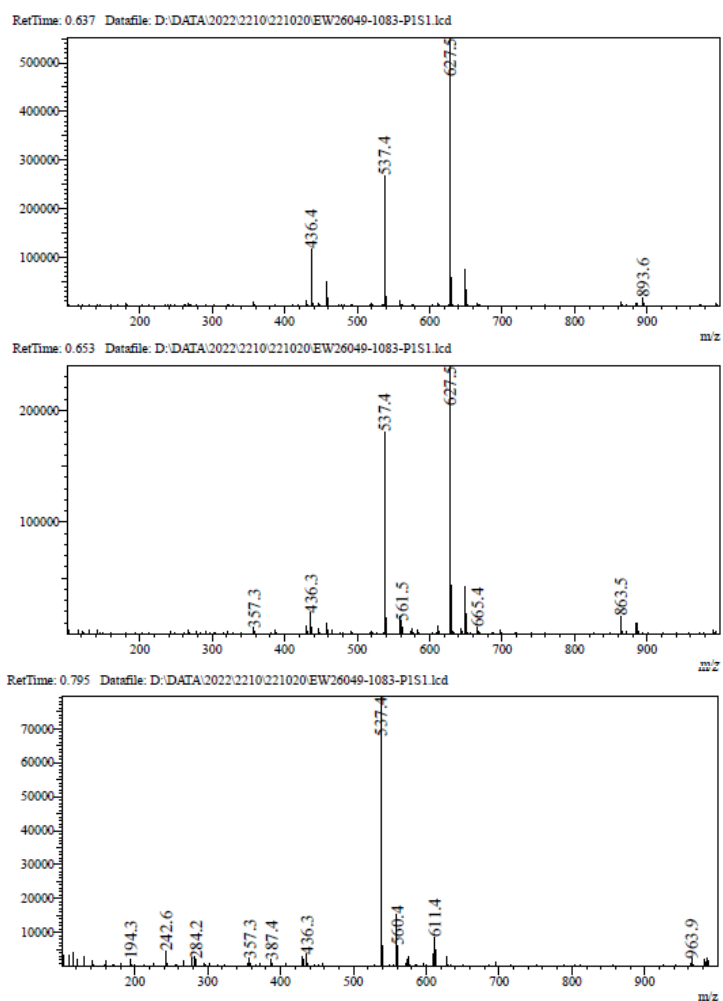 RetTime: 0.637 Datafile: D:\DATA\2022\2210\221020\EW26049-1083-P1S1.lcd
627.5
500000
400000
300000
537.4
200000
436.4
100000
893.6
200 300 400 500 600 700 800 900
m/z
RetTime: 0.653 Datafile: D:\DATA\2022\2210\221020\EW26049-1083-P1S1.lcd
627.5
200000
537.4
100000
357.3 436.3 561.5 665.4 863.5
200 300 400 500 600 700 800 900
m/z
RetTime: 0.795 Datafile: D:\DATA\2022\2210\221020\EW26049-1083-P1S1.lcd
537.4
70000
60000
50000
40000
30000
20000
10000
194.3 242.6 284.2 357.3 387.4 436.3 560.4 611.4 963.9
200 300 400 500 600 700 800 900
m/z